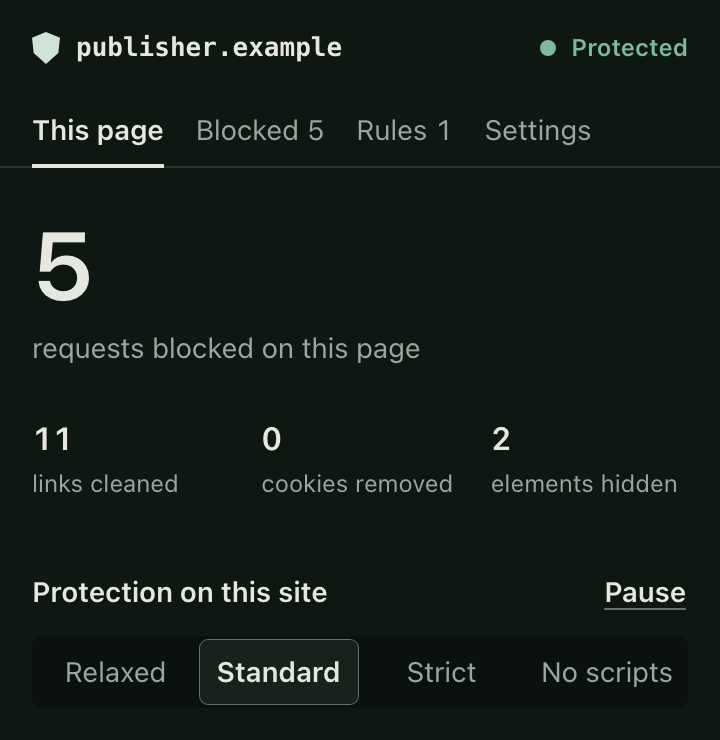 publisher.example
Protected
This page
Blocked 5
Rules 1
Settings
5
requests blocked on this page
11
links cleaned
0
cookies removed
2
elements hidden
Protection on this site
Pause
Relaxed
Standard
Strict
No scripts